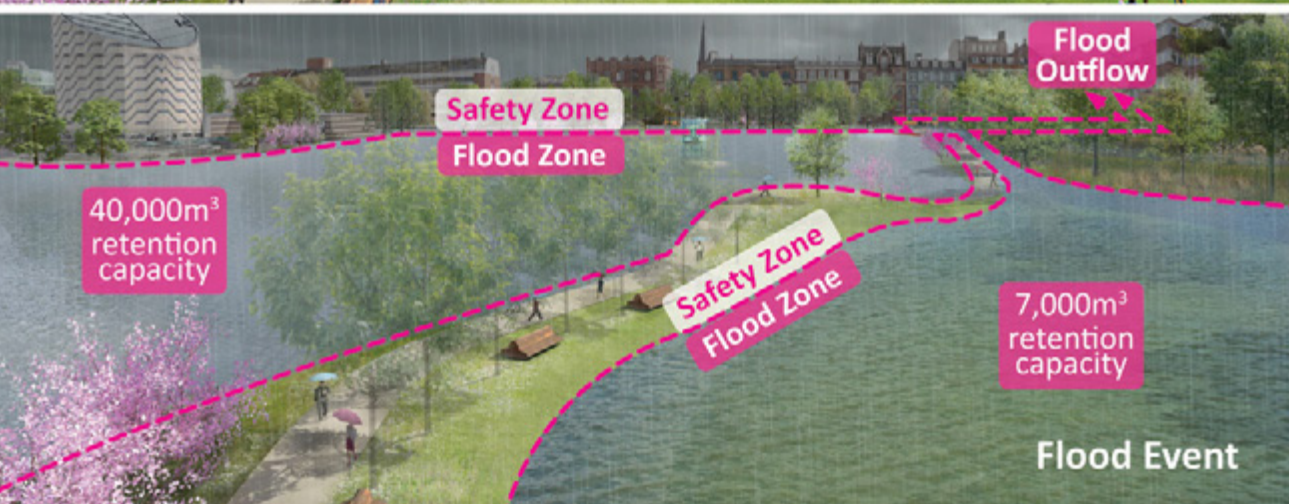 Flood
Outflow
Safety Zone
Flood Zone
40,000m³
retention
capacity
Safety Zone
Flood Zone
7,000m³
retention
capacity
Flood Event